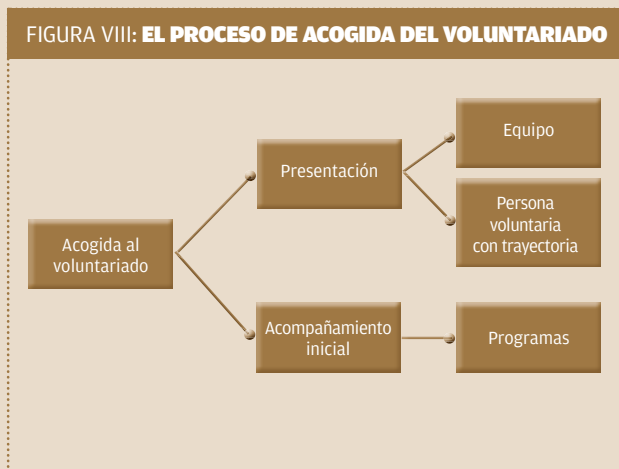 FIGURA VIII: EL PROCESO DE ACOGIDA DEL VOLUNTARIADO
Equipo
Presentación
Persona
voluntaria
con trayectoria
Acogida al
voluntariado
Acompañamiento
inicial
Programas